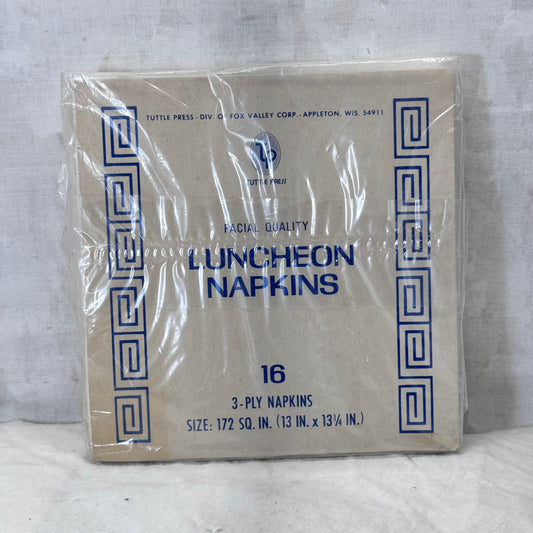 TUTTLE PRESS - DIV. OF FOX VALLEY CORP. - APPLETON, WIS. 54911
TP
TUTTLE PRESS
FACIAL QUALITY
LUNCHEON
NAPKINS
16
3-PLY NAPKINS
SIZE: 172 SQ. IN. (13 IN. x 13¼ IN.)